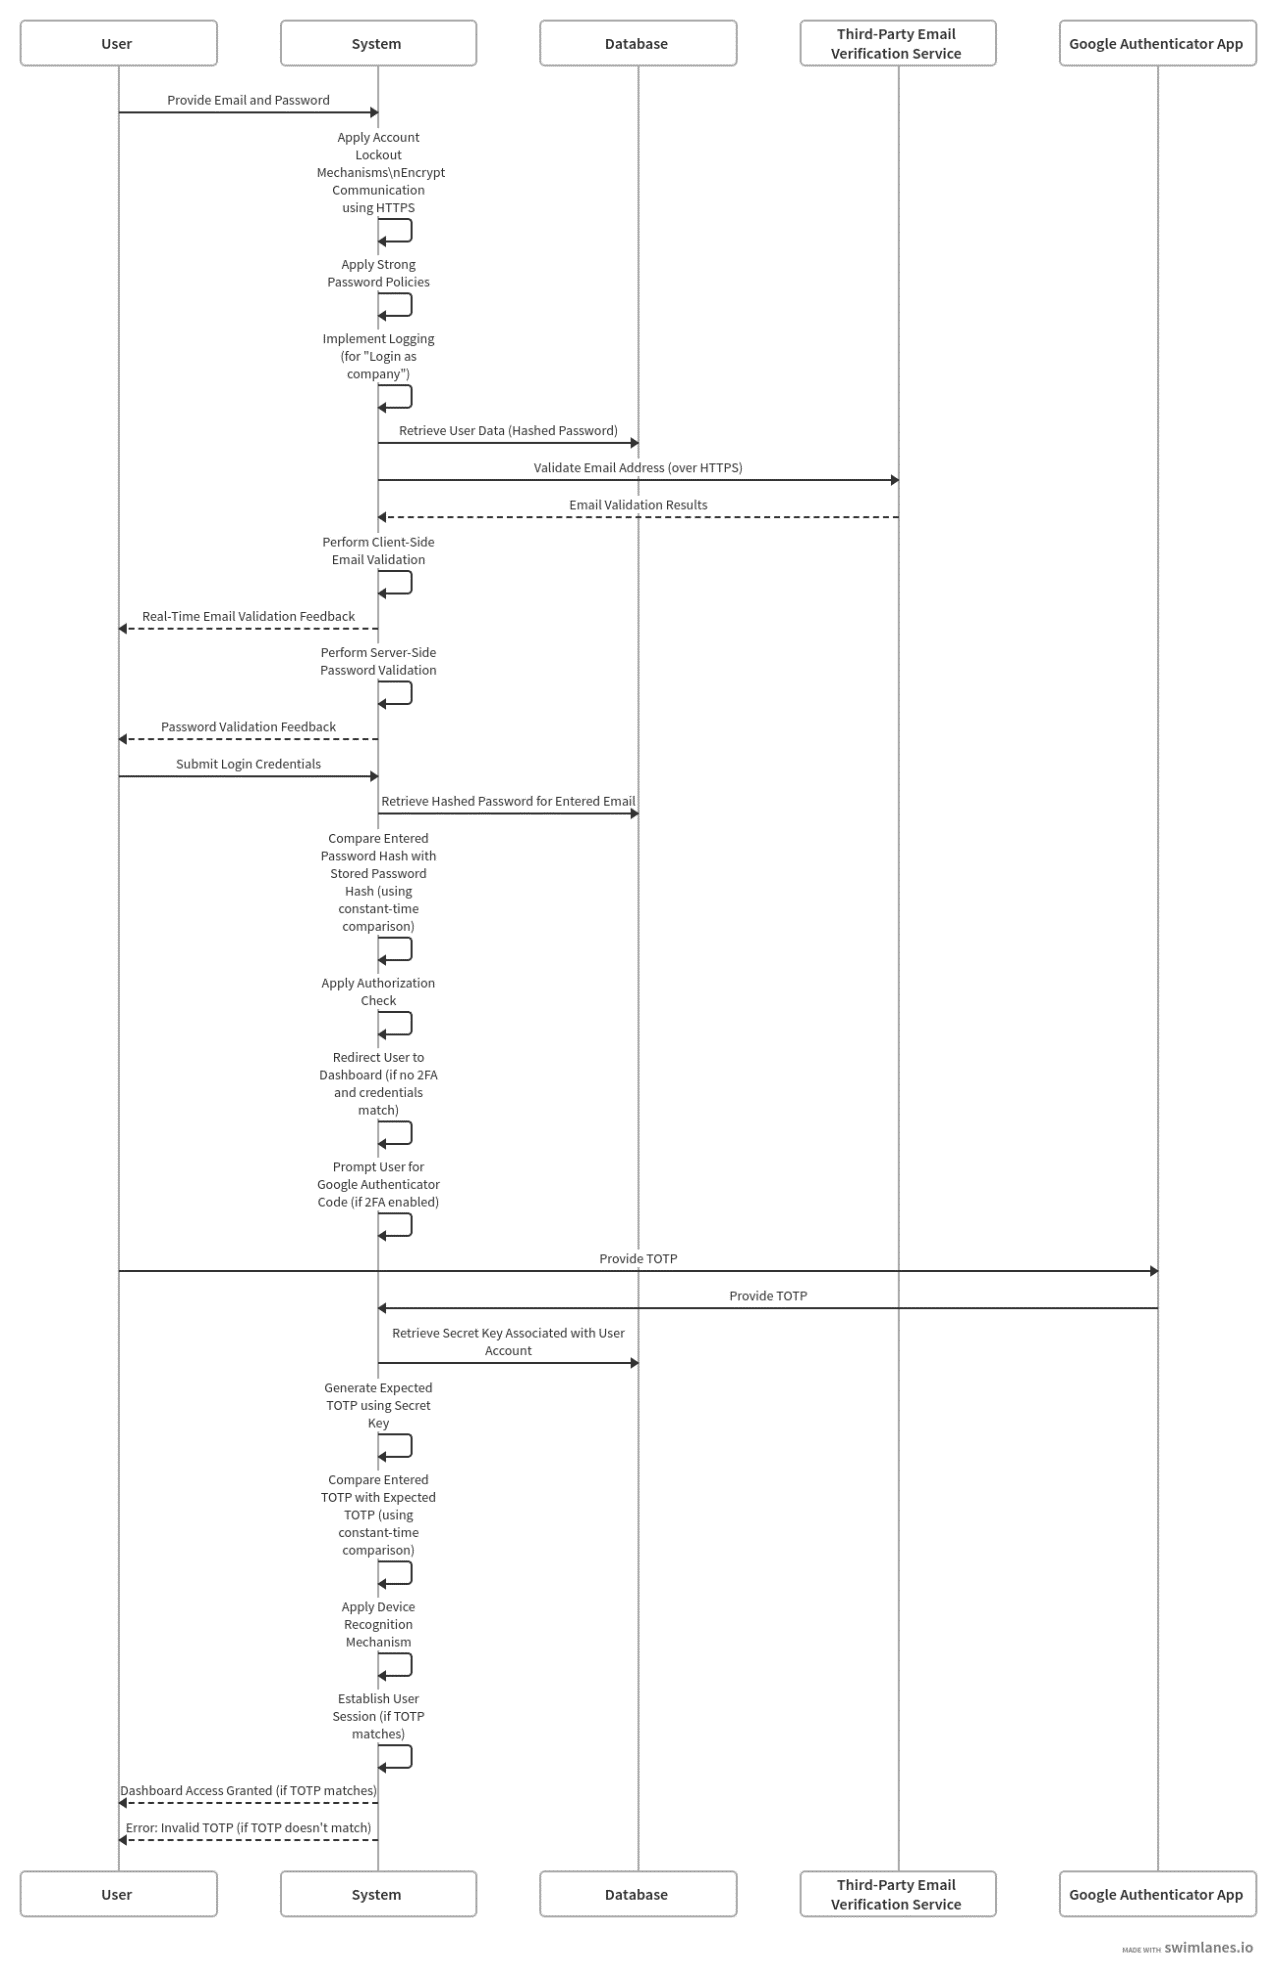 User
System
Database
Third-Party Email
Verification Service
Google Authenticator App
Provide Email and Password
Apply Account
Lockout
Mechanisms\nEncrypt
Communication
using HTTPS
Apply Strong
Password Policies
Implement Logging
(for "Login as
company")
Retrieve User Data (Hashed Password)
Validate Email Address (over HTTPS)
Email Validation Results
Perform Client-Side
Email Validation
Real-Time Email Validation Feedback
Perform Server-Side
Password Validation
Password Validation Feedback
Submit Login Credentials
Retrieve Hashed Password for Entered Email
Compare Entered
Password Hash with
Stored Password
Hash (using
constant-time
comparison)
Apply Authorization
Check
Redirect User to
Dashboard (if no 2FA
and credentials
match)
Prompt User for
Google Authenticator
Code (if 2FA enabled)
Provide TOTP
Provide TOTP
Retrieve Secret Key Associated with User
Account
Generate Expected
TOTP using Secret
Key
Compare Entered
TOTP with Expected
TOTP (using
constant-time
comparison)
Apply Device
Recognition
Mechanism
Establish User
Session (if TOTP
matches)
Dashboard Access Granted (if TOTP matches)
Error: Invalid TOTP (if TOTP doesn't match)
User
System
Database
Third-Party Email
Verification Service
Google Authenticator App
MADE WITH swimlanes.io